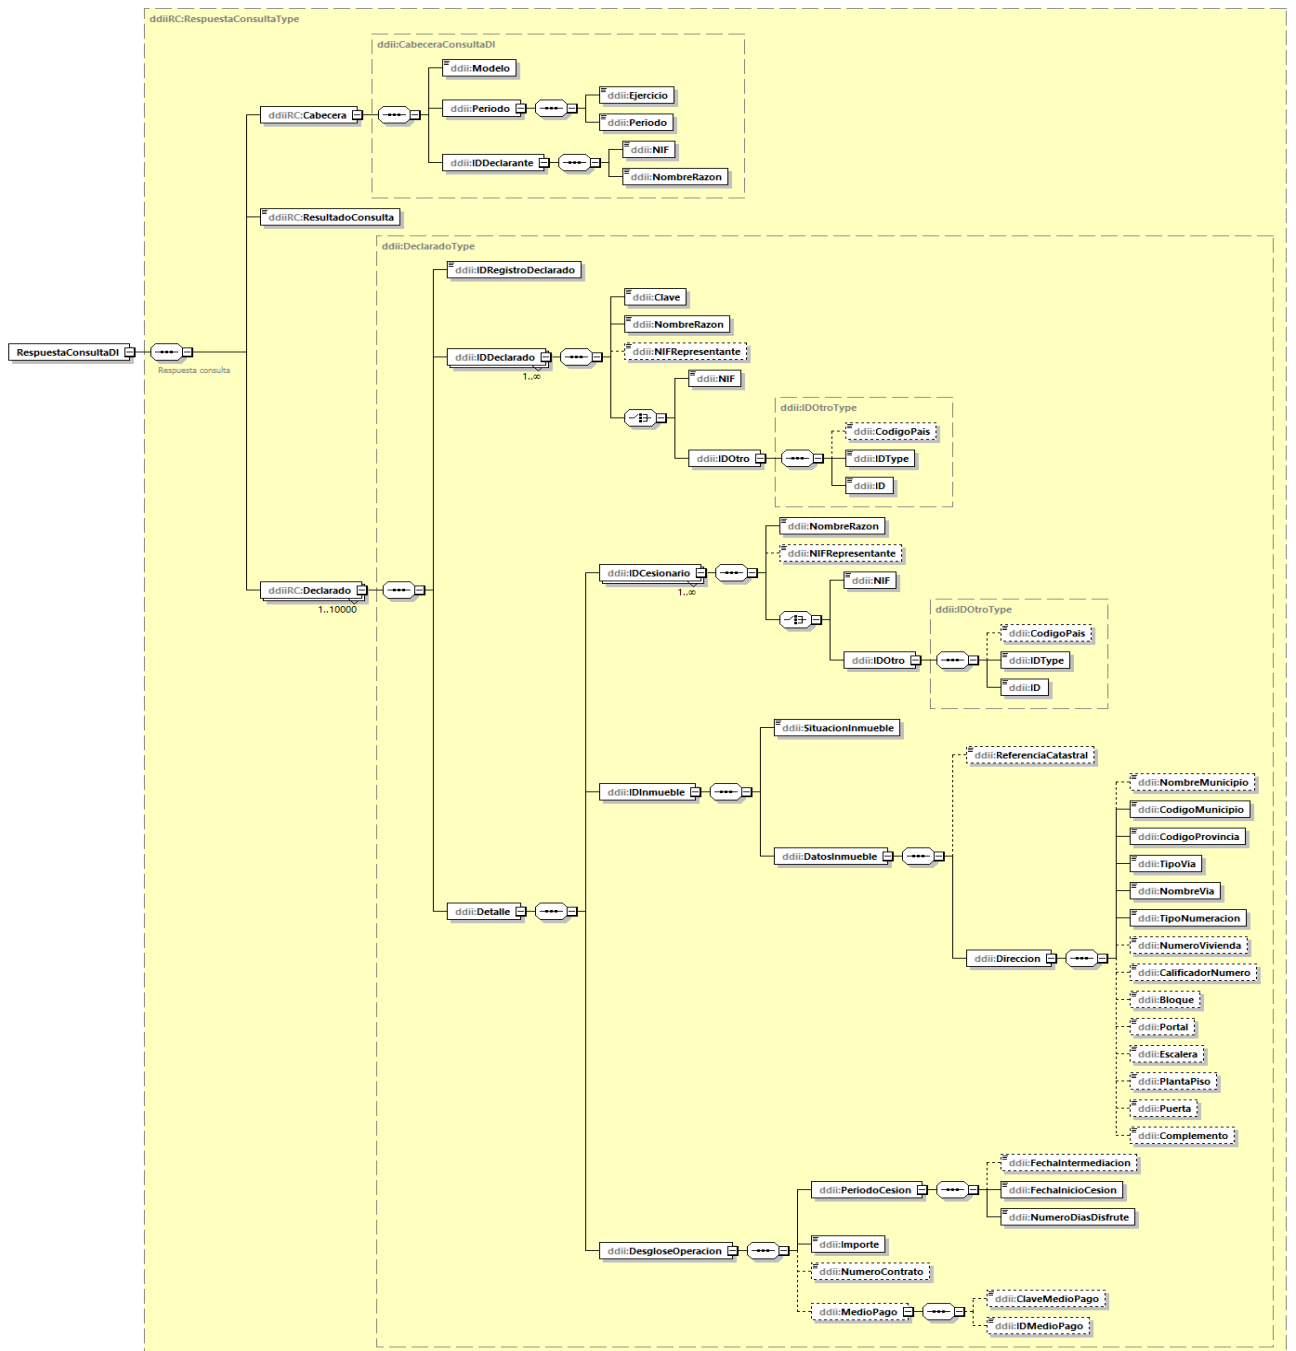 ddiiRC:RespuestaConsultaType
ddii:CabeceraConsultaDI
ddii:Modelo
ddii:Ejercicio
ddii:Periodo
ddiiRC:Cabecera
ddii:Periodo
ddii:NIF
ddii:IDDeclarante
ddii:NombreRazon
ddiiRC:ResultadoConsulta
ddii:DeclaradoType
ddii:IDRegistroDeclarado
ddii:Clave
ddii:NombreRazon
RespuestaConsultaDI
Respuesta consulta
ddii:NIFRepresentante
ddii:IDDeclarado
1..∞
ddii:NIF
ddii:IDOtroType
ddii:CodigoPais
ddii:IDOtro
ddii:IDType
ddii:ID
ddii:NombreRazon
ddii:NIFRepresentante
ddii:IDCesionario
1..∞
ddii:NIF
ddiiRC:Declarado
1..10000
ddii:IDOtroType
ddii:CodigoPais
ddii:IDOtro
ddii:IDType
ddii:ID
ddii:SituacionInmueble
ddii:ReferenciaCatastral
ddii:NombreMunicipio
ddii:IDInmueble
ddii:CodigoMunicipio
ddii:CodigoProvincia
ddii:DatosInmueble
ddii:TipoVia
ddii:NombreVia
ddii:Detalle
ddii:TipoNumeracion
ddii:NumeroVivienda
ddii:Direccion
ddii:CalificadorNumero
ddii:Bloque
ddii:Portal
ddii:Escalera
ddii:PlantaPiso
ddii:Puerta
ddii:Complemento
ddii:FechaIntermediacion
ddii:PeriodoCesion
ddii:FechaInicioCesion
ddii:NumeroDiasDisfrute
ddii:DesgloseOperacion
ddii:Importe
ddii:NumeroContrato
ddii:ClaveMedioPago
ddii:MedioPago
ddii:IDMedioPago